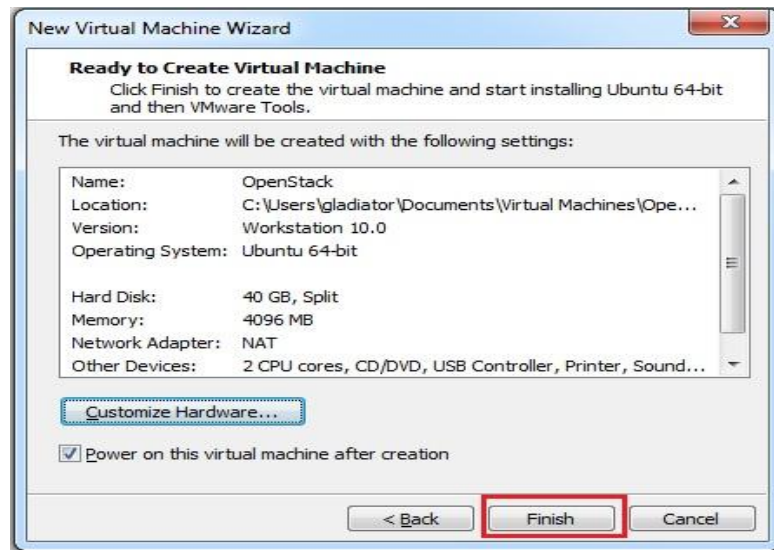 New Virtual Machine Wizard
Ready to Create Virtual Machine
Click Finish to create the virtual machine and start installing Ubuntu 64-bit
and then VMware Tools.
The virtual machine will be created with the following settings:
Name: OpenStack
Location: C:\Users\gladiator\Documents\Virtual Machines\Ope...
Version: Workstation 10.0
Operating System: Ubuntu 64-bit
Hard Disk: 40 GB, Split
Memory: 4096 MB
Network Adapter: NAT
Other Devices: 2 CPU cores, CD/DVD, USB Controller, Printer, Sound...
Customize Hardware...
Power on this virtual machine after creation
< Back Finish Cancel